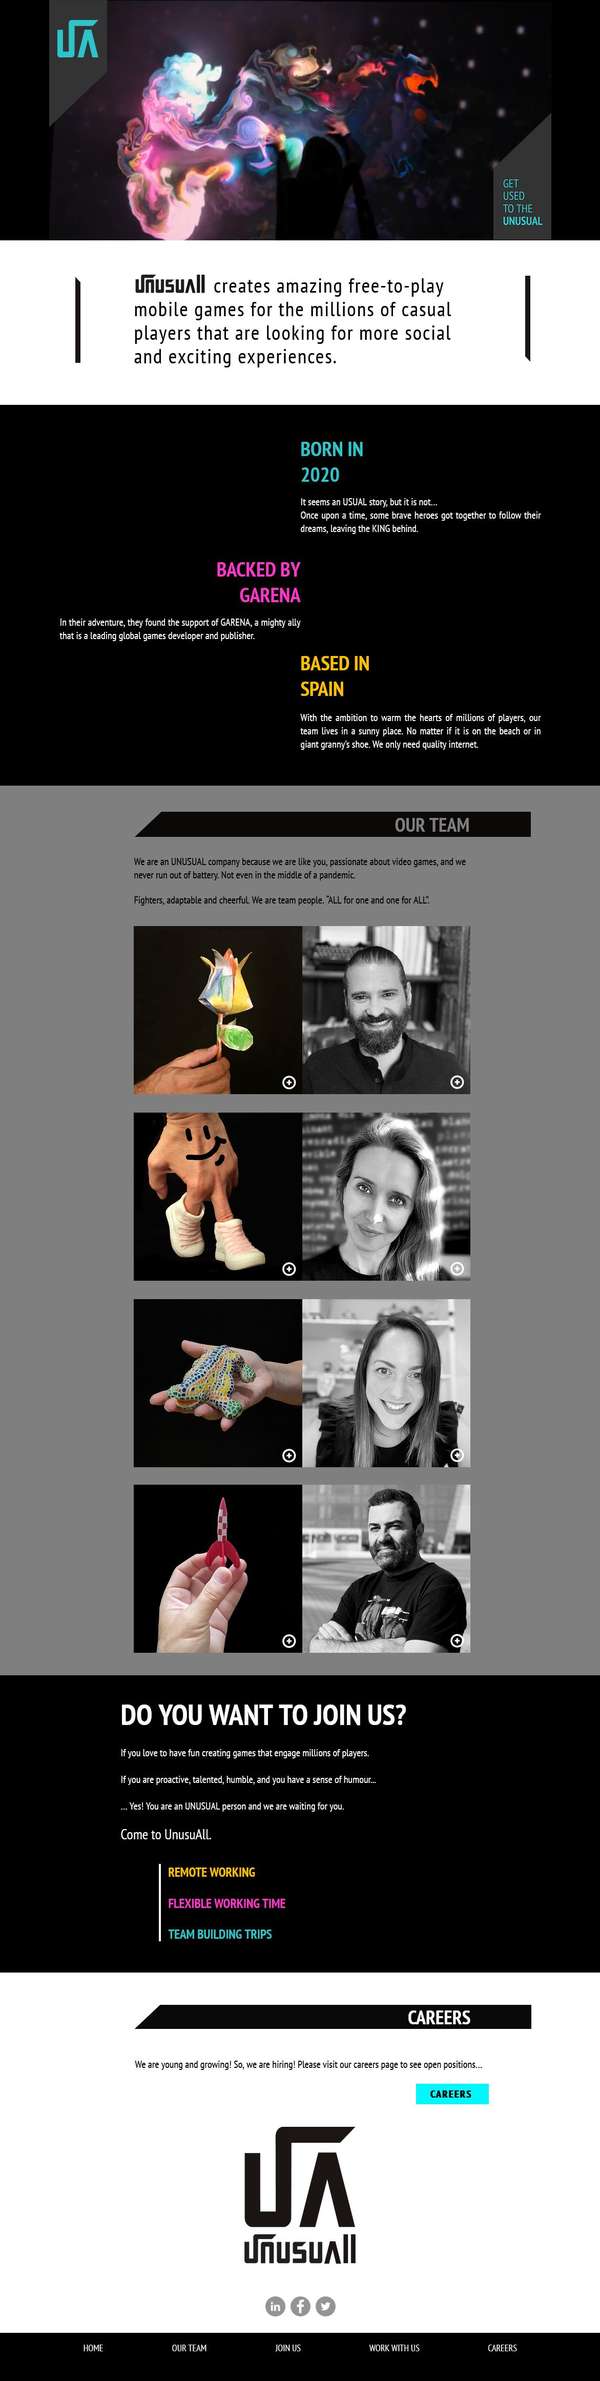 GET
USED
TO THE
UNUSUAL
unusuAll creates amazing free-to-play
mobile games for the millions of casual
players that are looking for more social
and exciting experiences.
BORN IN
2020
It seems an USUAL story, but it is not...
Once upon a time, some brave heroes got together to follow their
dreams, leaving the KING behind.
BACKED BY
GARENA
In their adventure, they found the support of GARENA, a mighty ally
that is a leading global games developer and publisher.
BASED IN
SPAIN
With the ambition to warm the hearts of millions of players, our
team lives in a sunny place. No matter if it is on the beach or in
giant granny's shoe. We only need quality internet.
OUR TEAM
We are an UNUSUAL company because we are like you, passionate about video games, and we
never run out of battery. Not even in the middle of a pandemic.
Fighters, adaptable and cheerful. We are team people. “ALL for one and one for ALL”.
DO YOU WANT TO JOIN US?
If you love to have fun creating games that engage millions of players.
If you are proactive, talented, humble, and you have a sense of humour...
... Yes! You are an UNUSUAL person and we are waiting for you.
Come to UnusuAll.
REMOTE WORKING
FLEXIBLE WORKING TIME
TEAM BUILDING TRIPS
CAREERS
We are young and growing! So, we are hiring! Please visit our careers page to see open positions...
CAREERS
UA
unusuAll
HOME OUR TEAM JOIN US WORK WITH US CAREERS